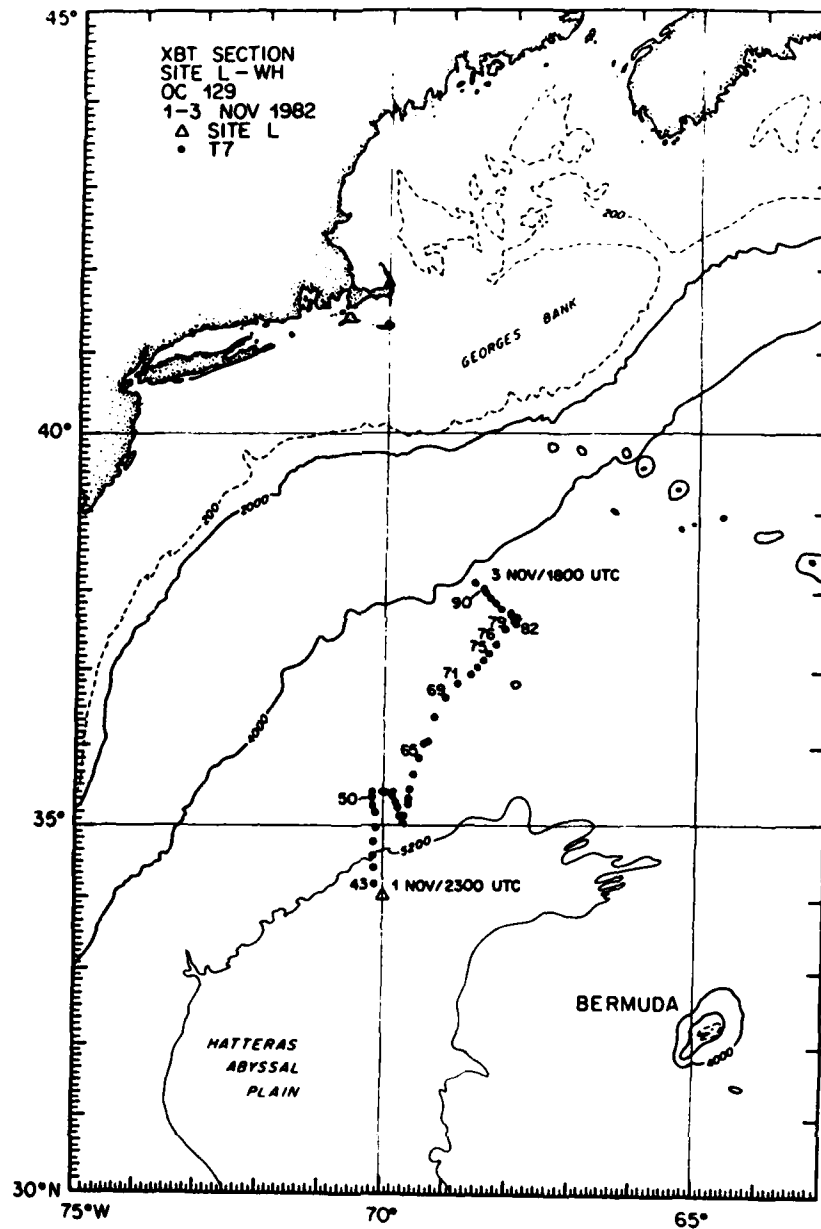 45°
XBT SECTION
SITE L-WH
OC 129
1-3 NOV 1982
△ SITE L
• T7
200
GEORGES BANK
40°
200
2000
3 NOV/1800 UTC
90
79
82
76
75
71
69
4000
65
50
35°
5200
43
1 NOV/2300 UTC
BERMUDA
4000
HATTERAS
ABYSSAL
PLAIN
30°N
75°W
70°
65°